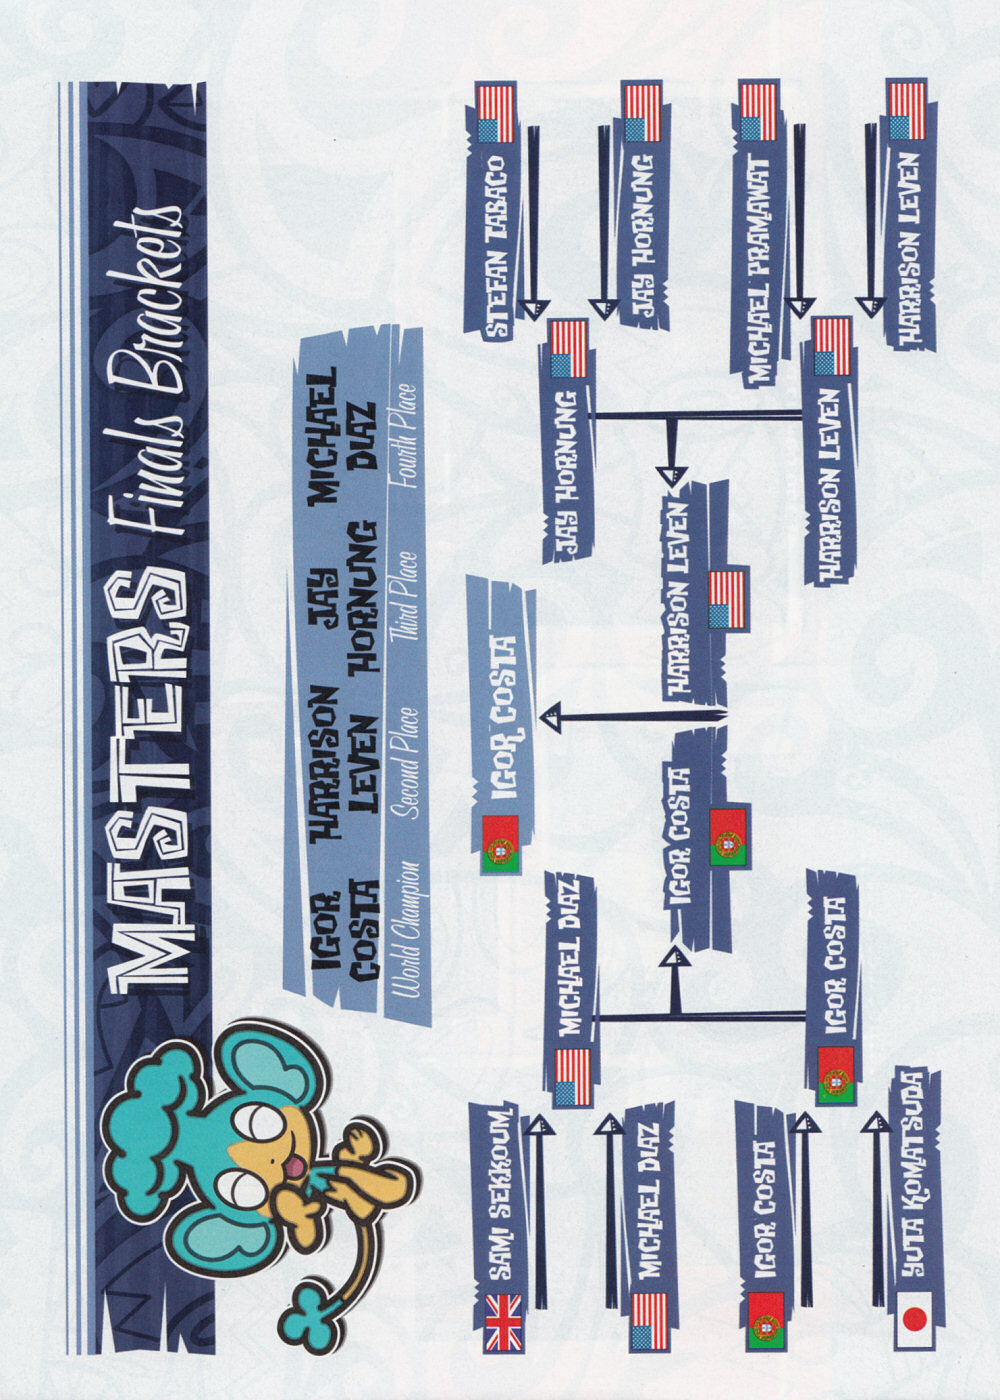 MASTERS Finals Brackets
IGOR COSTA
World Champion
HARRISON LEVEN
Second Place
JAY HORNUNG
Third Place
MICHAEL DIAZ
Fourth Place
SAMI SEKKOUM
MICHAEL DIAZ
IGOR COSTA
YUTA KOMATSUDA
MICHAEL DIAZ
IGOR COSTA
IGOR COSTA
IGOR COSTA
HARRISON LEVEN
JAY HORNUNG
HARRISON LEVEN
STEFAN TABACO
JAY HORNUNG
MICHAEL PRAMAWAT
HARRISON LEVEN